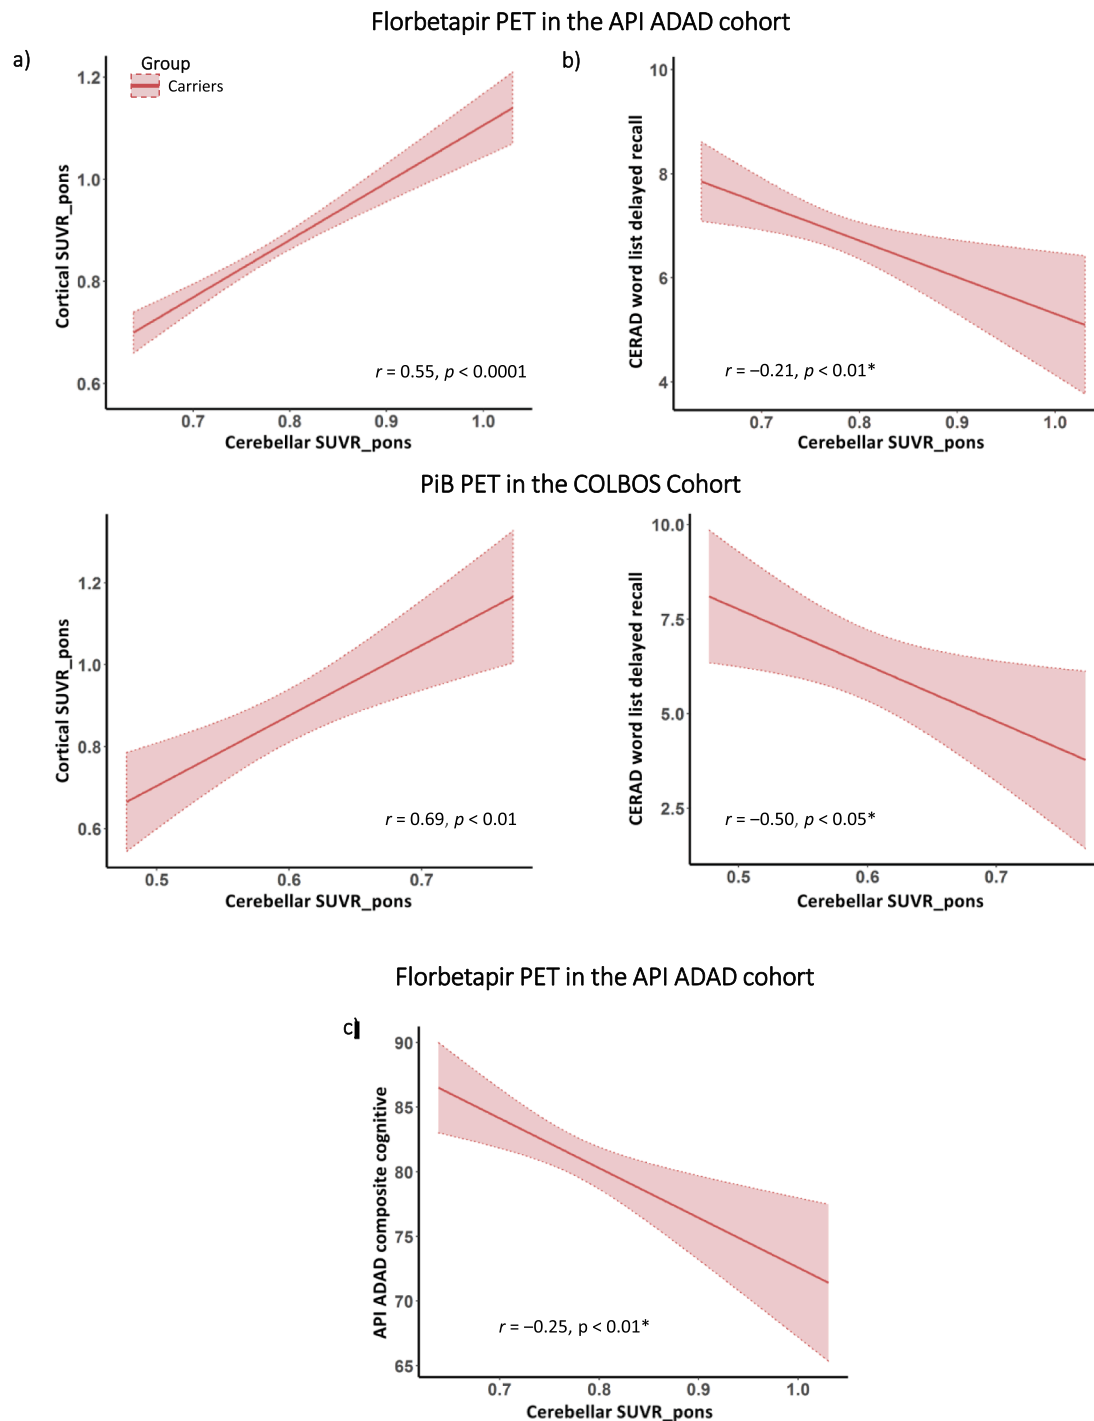 Florbetapir PET in the API ADAD cohort
a)
Group
Carriers
Cortical SUVR_pons
1.2
1.0
0.8
0.6
r = 0.55, p < 0.0001
0.7 0.8 0.9 1.0
Cerebellar SUVR_pons
b)
CERAD word list delayed recall
10
8
6
4
r = –0.21, p < 0.01*
0.7 0.8 0.9 1.0
Cerebellar SUVR_pons
PiB PET in the COLBOS Cohort
Cortical SUVR_pons
1.2
1.0
0.8
0.6
r = 0.69, p < 0.01
0.5 0.6 0.7
Cerebellar SUVR_pons
CERAD word list delayed recall
10.0
7.5
5.0
2.5
r = –0.50, p < 0.05*
0.5 0.6 0.7
Cerebellar SUVR_pons
Florbetapir PET in the API ADAD cohort
c)
API ADAD composite cognitive
90
85
80
75
70
65
r = –0.25, p < 0.01*
0.7 0.8 0.9 1.0
Cerebellar SUVR_pons